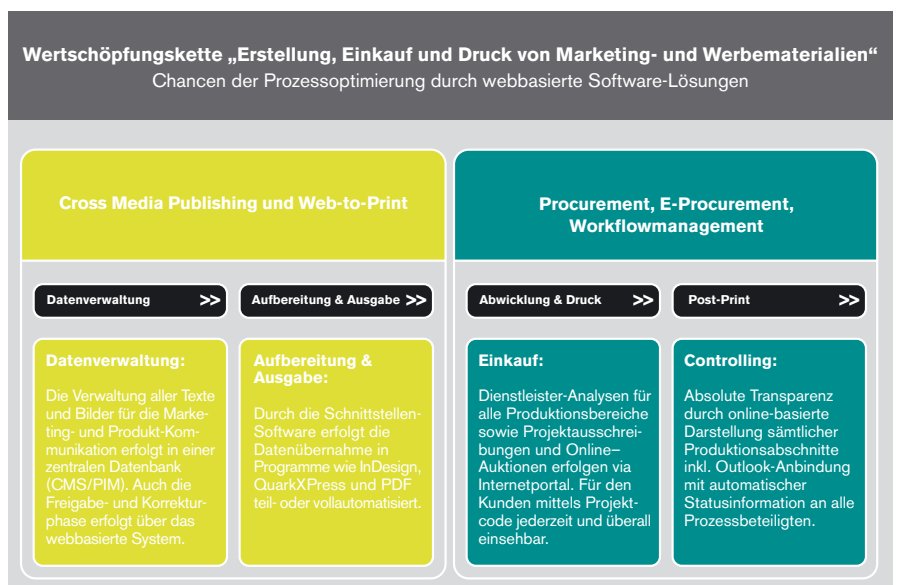 Wertschöpfungskette „Erstellung, Einkauf und Druck von Marketing- und Werbematerialien“
Chancen der Prozessoptimierung durch webbasierte Software-Lösungen
Cross Media Publishing und Web-to-Print
Procurement, E-Procurement,
Workflowmanagement
Datenverwaltung >>
Aufbereitung & Ausgabe >>
Abwicklung & Druck >>
Post-Print >>
Datenverwaltung:
Die Verwaltung aller Texte
und Bilder für die Marke-
ting- und Produkt-Kom-
munikation erfolgt in einer
zentralen Datenbank
(CMS/PIM). Auch die
Freigabe- und Korrektur-
phase erfolgt über das
webbasierte System.
Aufbereitung &
Ausgabe:
Durch die Schnittstellen-
Software erfolgt die
Datenübernahme in
Programme wie InDesign,
QuarkXPress und PDF
teil- oder vollautomatisiert.
Einkauf:
Dienstleister-Analysen für
alle Produktionsbereiche
sowie Projektausschrei-
bungen und Online–
Auktionen erfolgen via
Internetportal. Für den
Kunden mittels Projekt-
code jederzeit und überall
einsehbar.
Controlling:
Absolute Transparenz
durch online-basierte
Darstellung sämtlicher
Produktionsabschnitte
inkl. Outlook-Anbindung
mit automatischer
Statusinformation an alle
Prozessbeteiligten.